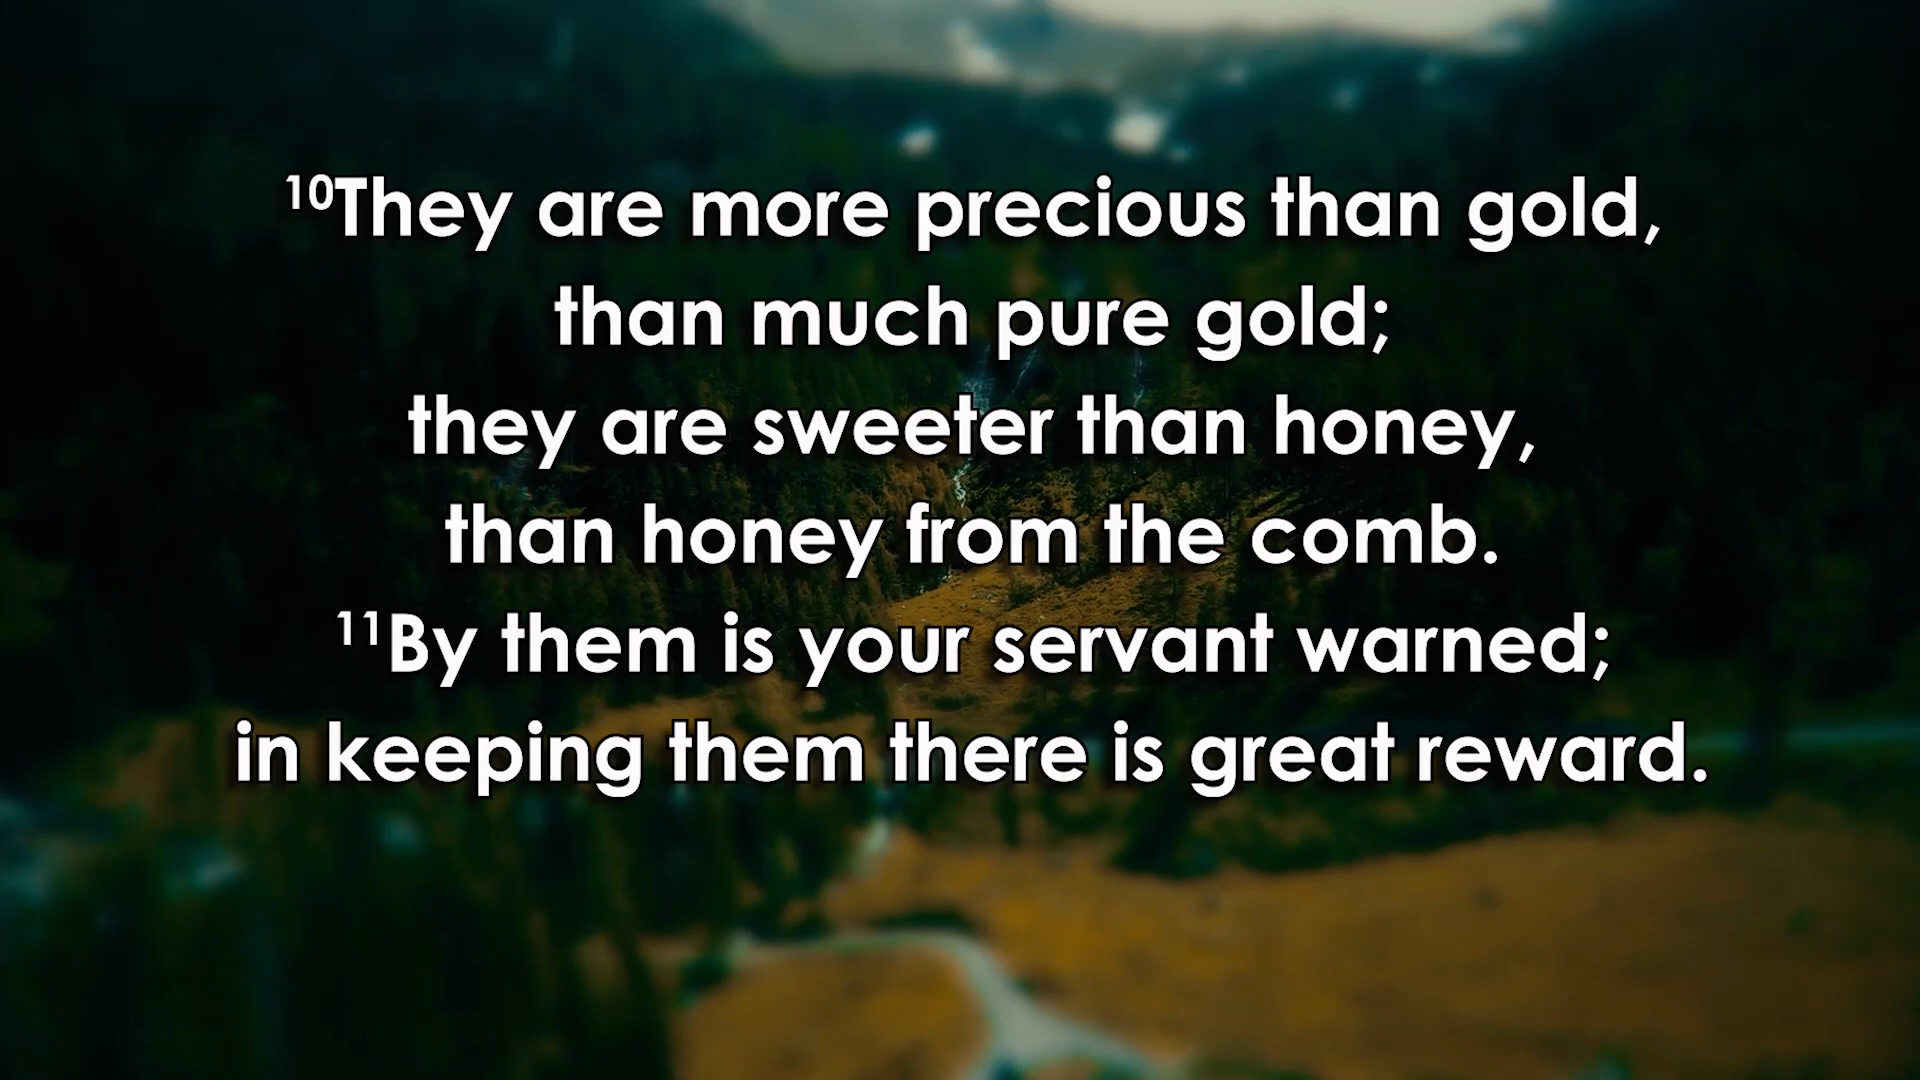 ¹⁰They are more precious than gold,
than much pure gold;
they are sweeter than honey,
than honey from the comb.
¹¹By them is your servant warned;
in keeping them there is great reward.